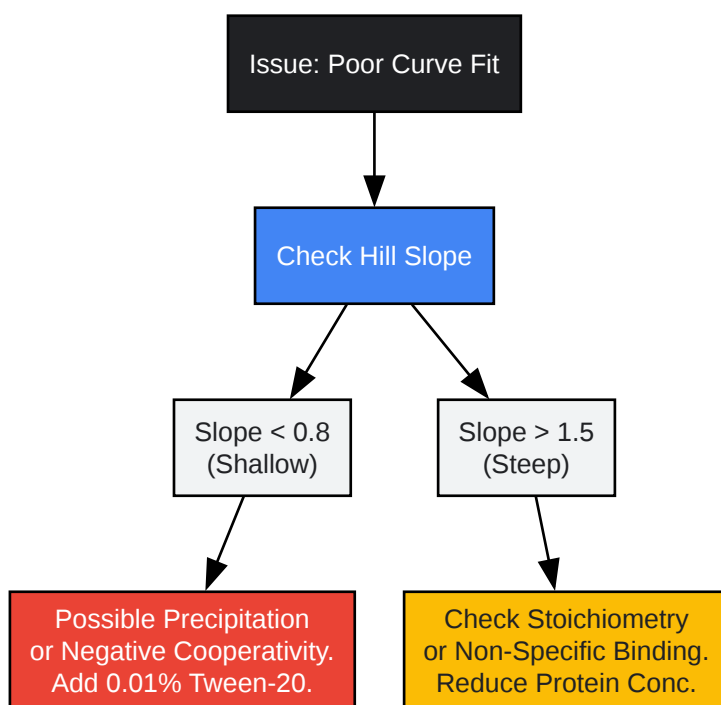 Issue: Poor Curve Fit
Check Hill Slope
Slope < 0.8
(Shallow)
Slope > 1.5
(Steep)
Possible Precipitation
or Negative Cooperativity.
Add 0.01% Tween-20.
Check Stoichiometry
or Non-Specific Binding.
Reduce Protein Conc.